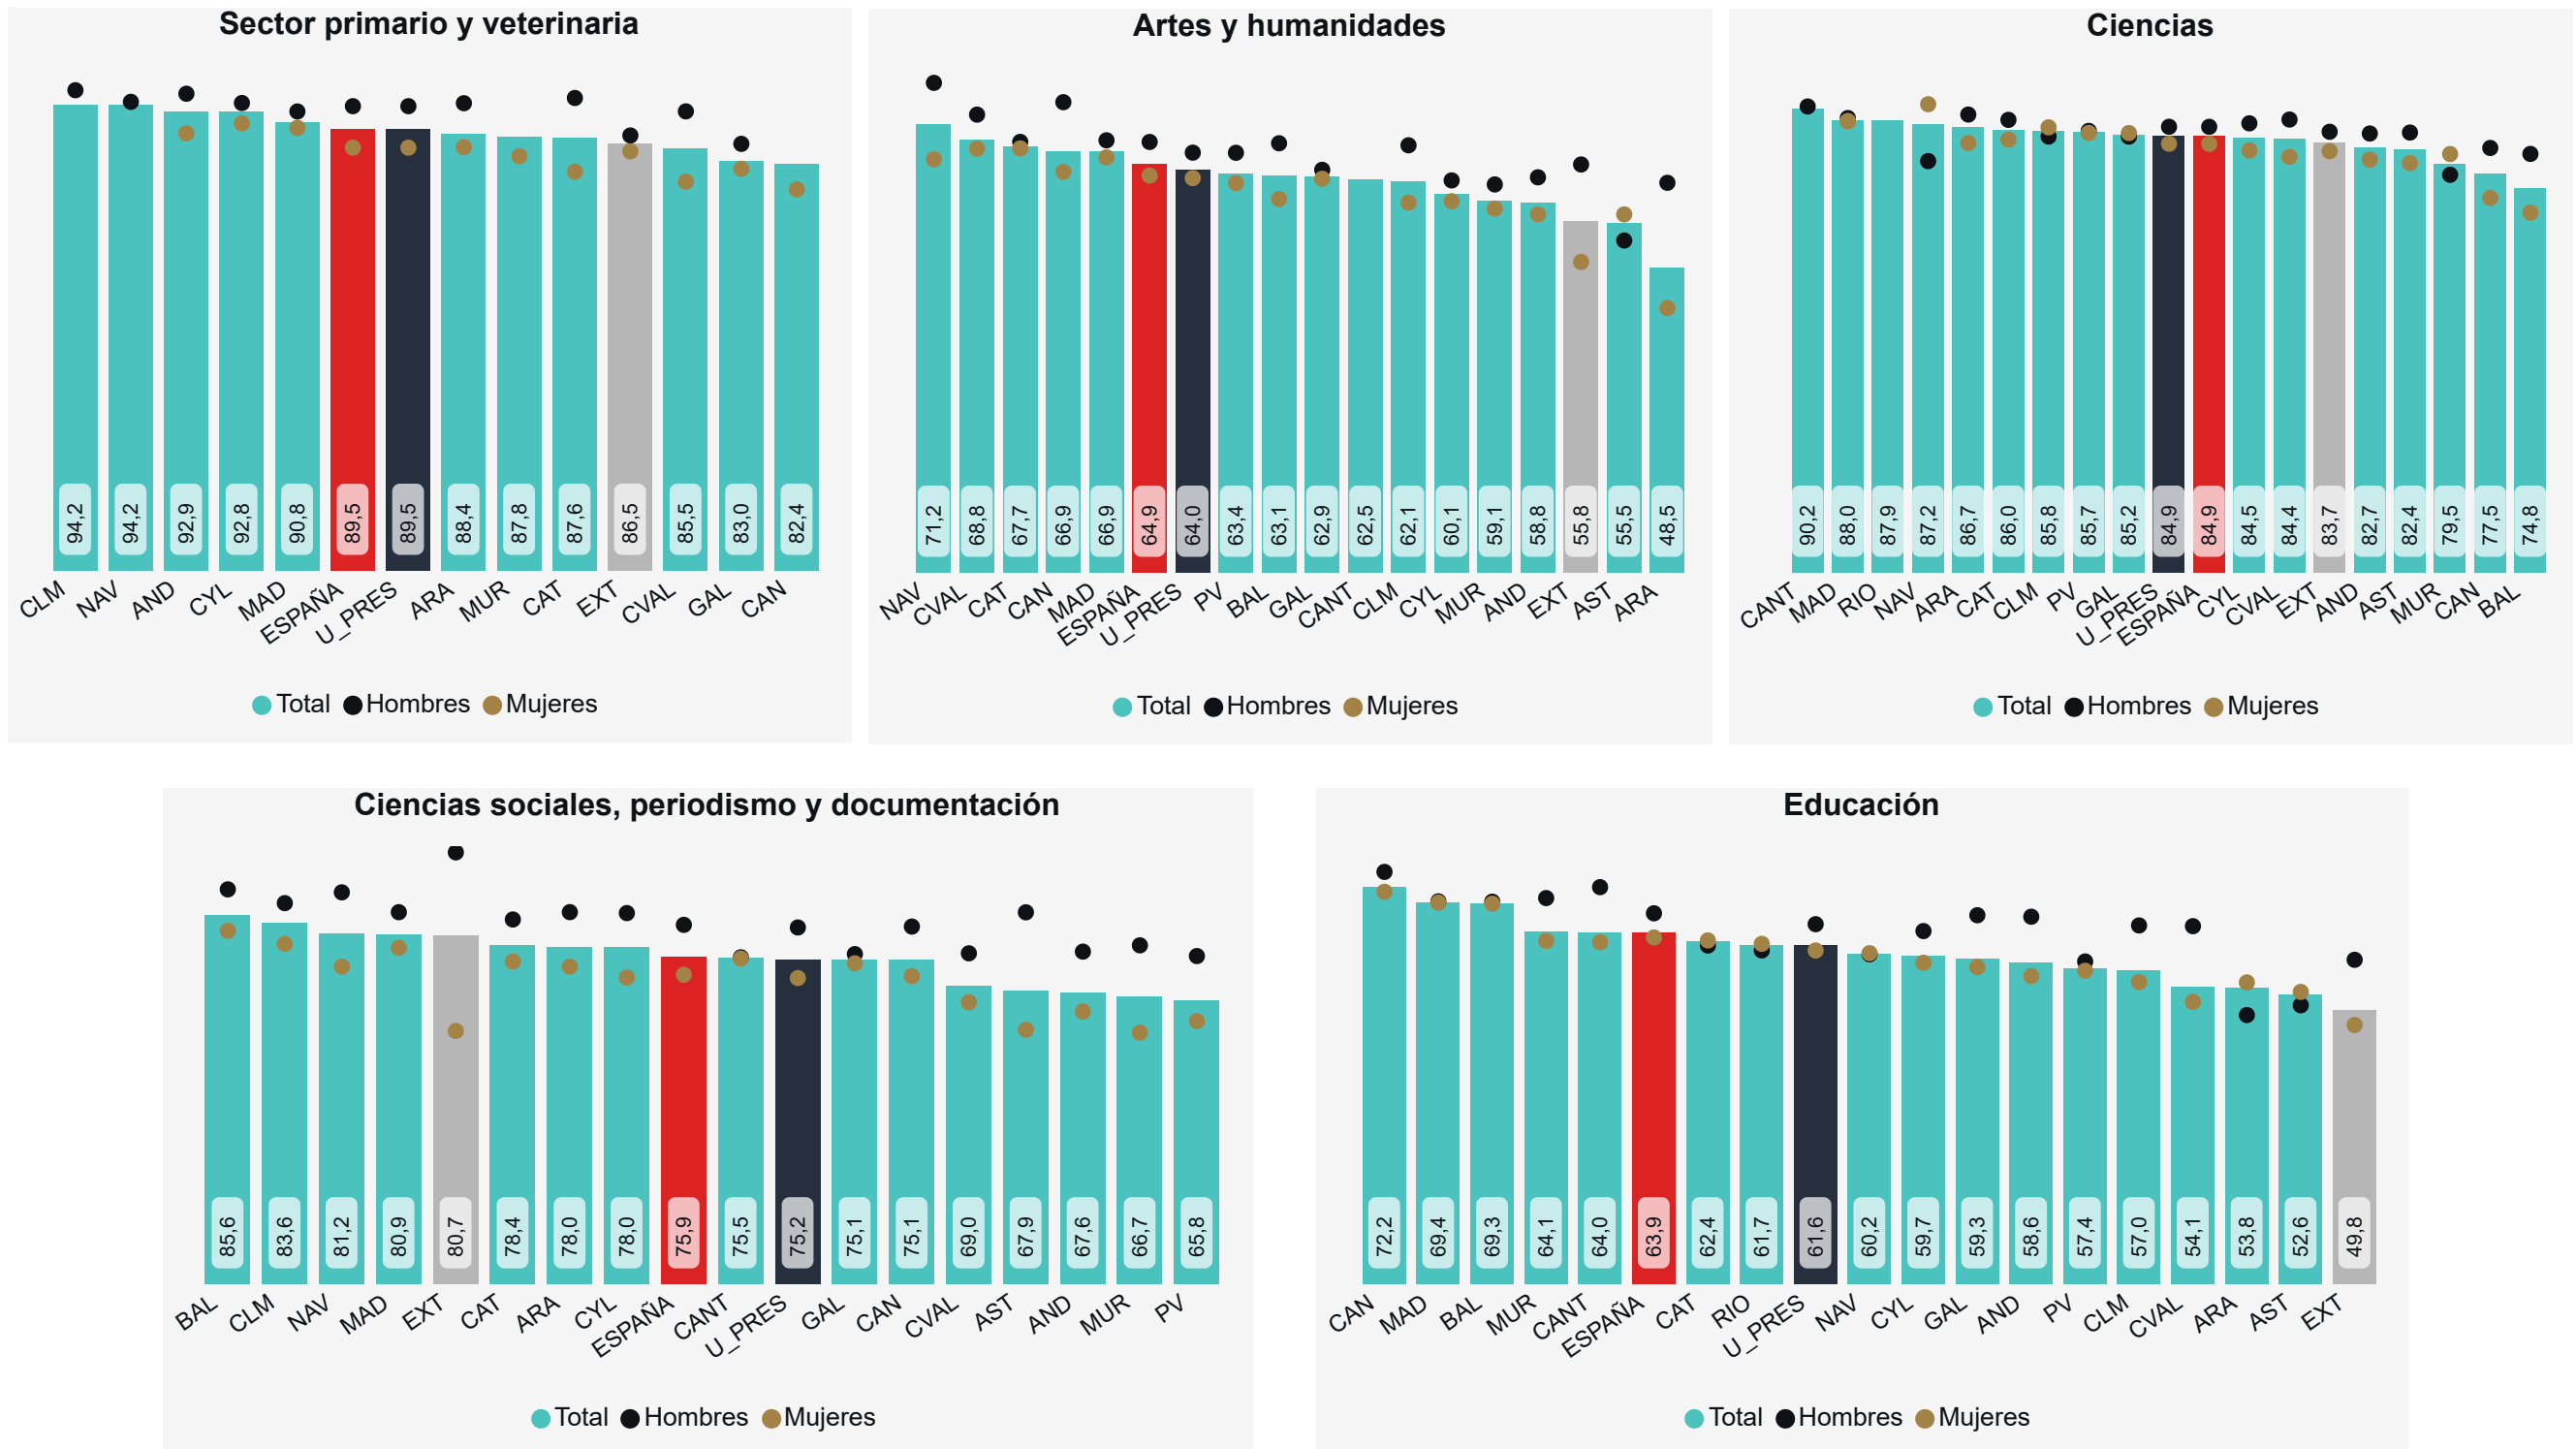 Sector primario y veterinaria
94,2 94,2 92,9 92,8 90,8 89,5 89,5 88,4 87,8 87,6 86,5 85,5 83,0 82,4
CLM NAV AND CYL MAD ESPAÑA U_PRES ARA MUR CAT EXT CVAL GAL CAN
Total Hombres Mujeres
Artes y humanidades
71,2 68,8 67,7 66,9 66,9 64,9 64,0 63,4 63,1 62,9 62,5 62,1 60,1 59,1 58,8 55,8 55,5 48,5
NAV CVAL CAT CAN MAD ESPAÑA U_PRES PV BAL GAL CANT CLM CYL MUR AND EXT AST ARA
Total Hombres Mujeres
Ciencias
90,2 88,0 87,9 87,2 86,7 86,0 85,8 85,7 85,2 84,9 84,9 84,5 84,4 83,7 82,7 82,4 79,5 77,5 74,8
CANT MAD RIO NAV ARA CAT CLM PV GAL U_PRES ESPAÑA CYL CVAL EXT AND AST MUR CAN BAL
Total Hombres Mujeres
Ciencias sociales, periodismo y documentación
85,6 83,6 81,2 80,9 80,7 78,4 78,0 78,0 75,9 75,5 75,2 75,1 75,1 69,0 67,9 67,6 66,7 65,8
BAL CLM NAV MAD EXT CAT ARA CYL ESPAÑA CANT U_PRES GAL CAN CVAL AST AND MUR PV
Total Hombres Mujeres
Educación
72,2 69,4 69,3 64,1 64,0 63,9 62,4 61,7 61,6 60,2 59,7 59,3 58,6 57,4 57,0 54,1 53,8 52,6 49,8
CAN MAD BAL MUR CANT ESPAÑA CAT RIO U_PRES NAV CYL GAL AND PV CLM CVAL ARA AST EXT
Total Hombres Mujeres